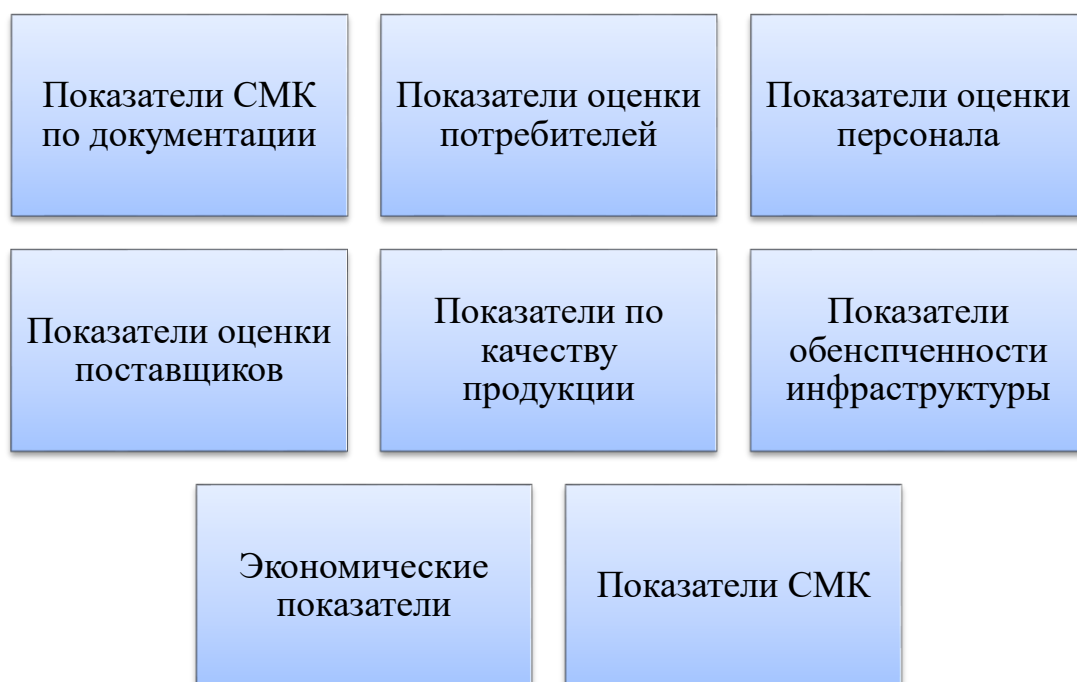 Показатели СМК
по документации
Показатели оценки
потребителей
Показатели оценки
персонала
Показатели оценки
поставщиков
Показатели по
качеству
продукции
Показатели
обенспченности
инфраструктуры
Экономические
показатели
Показатели СМК